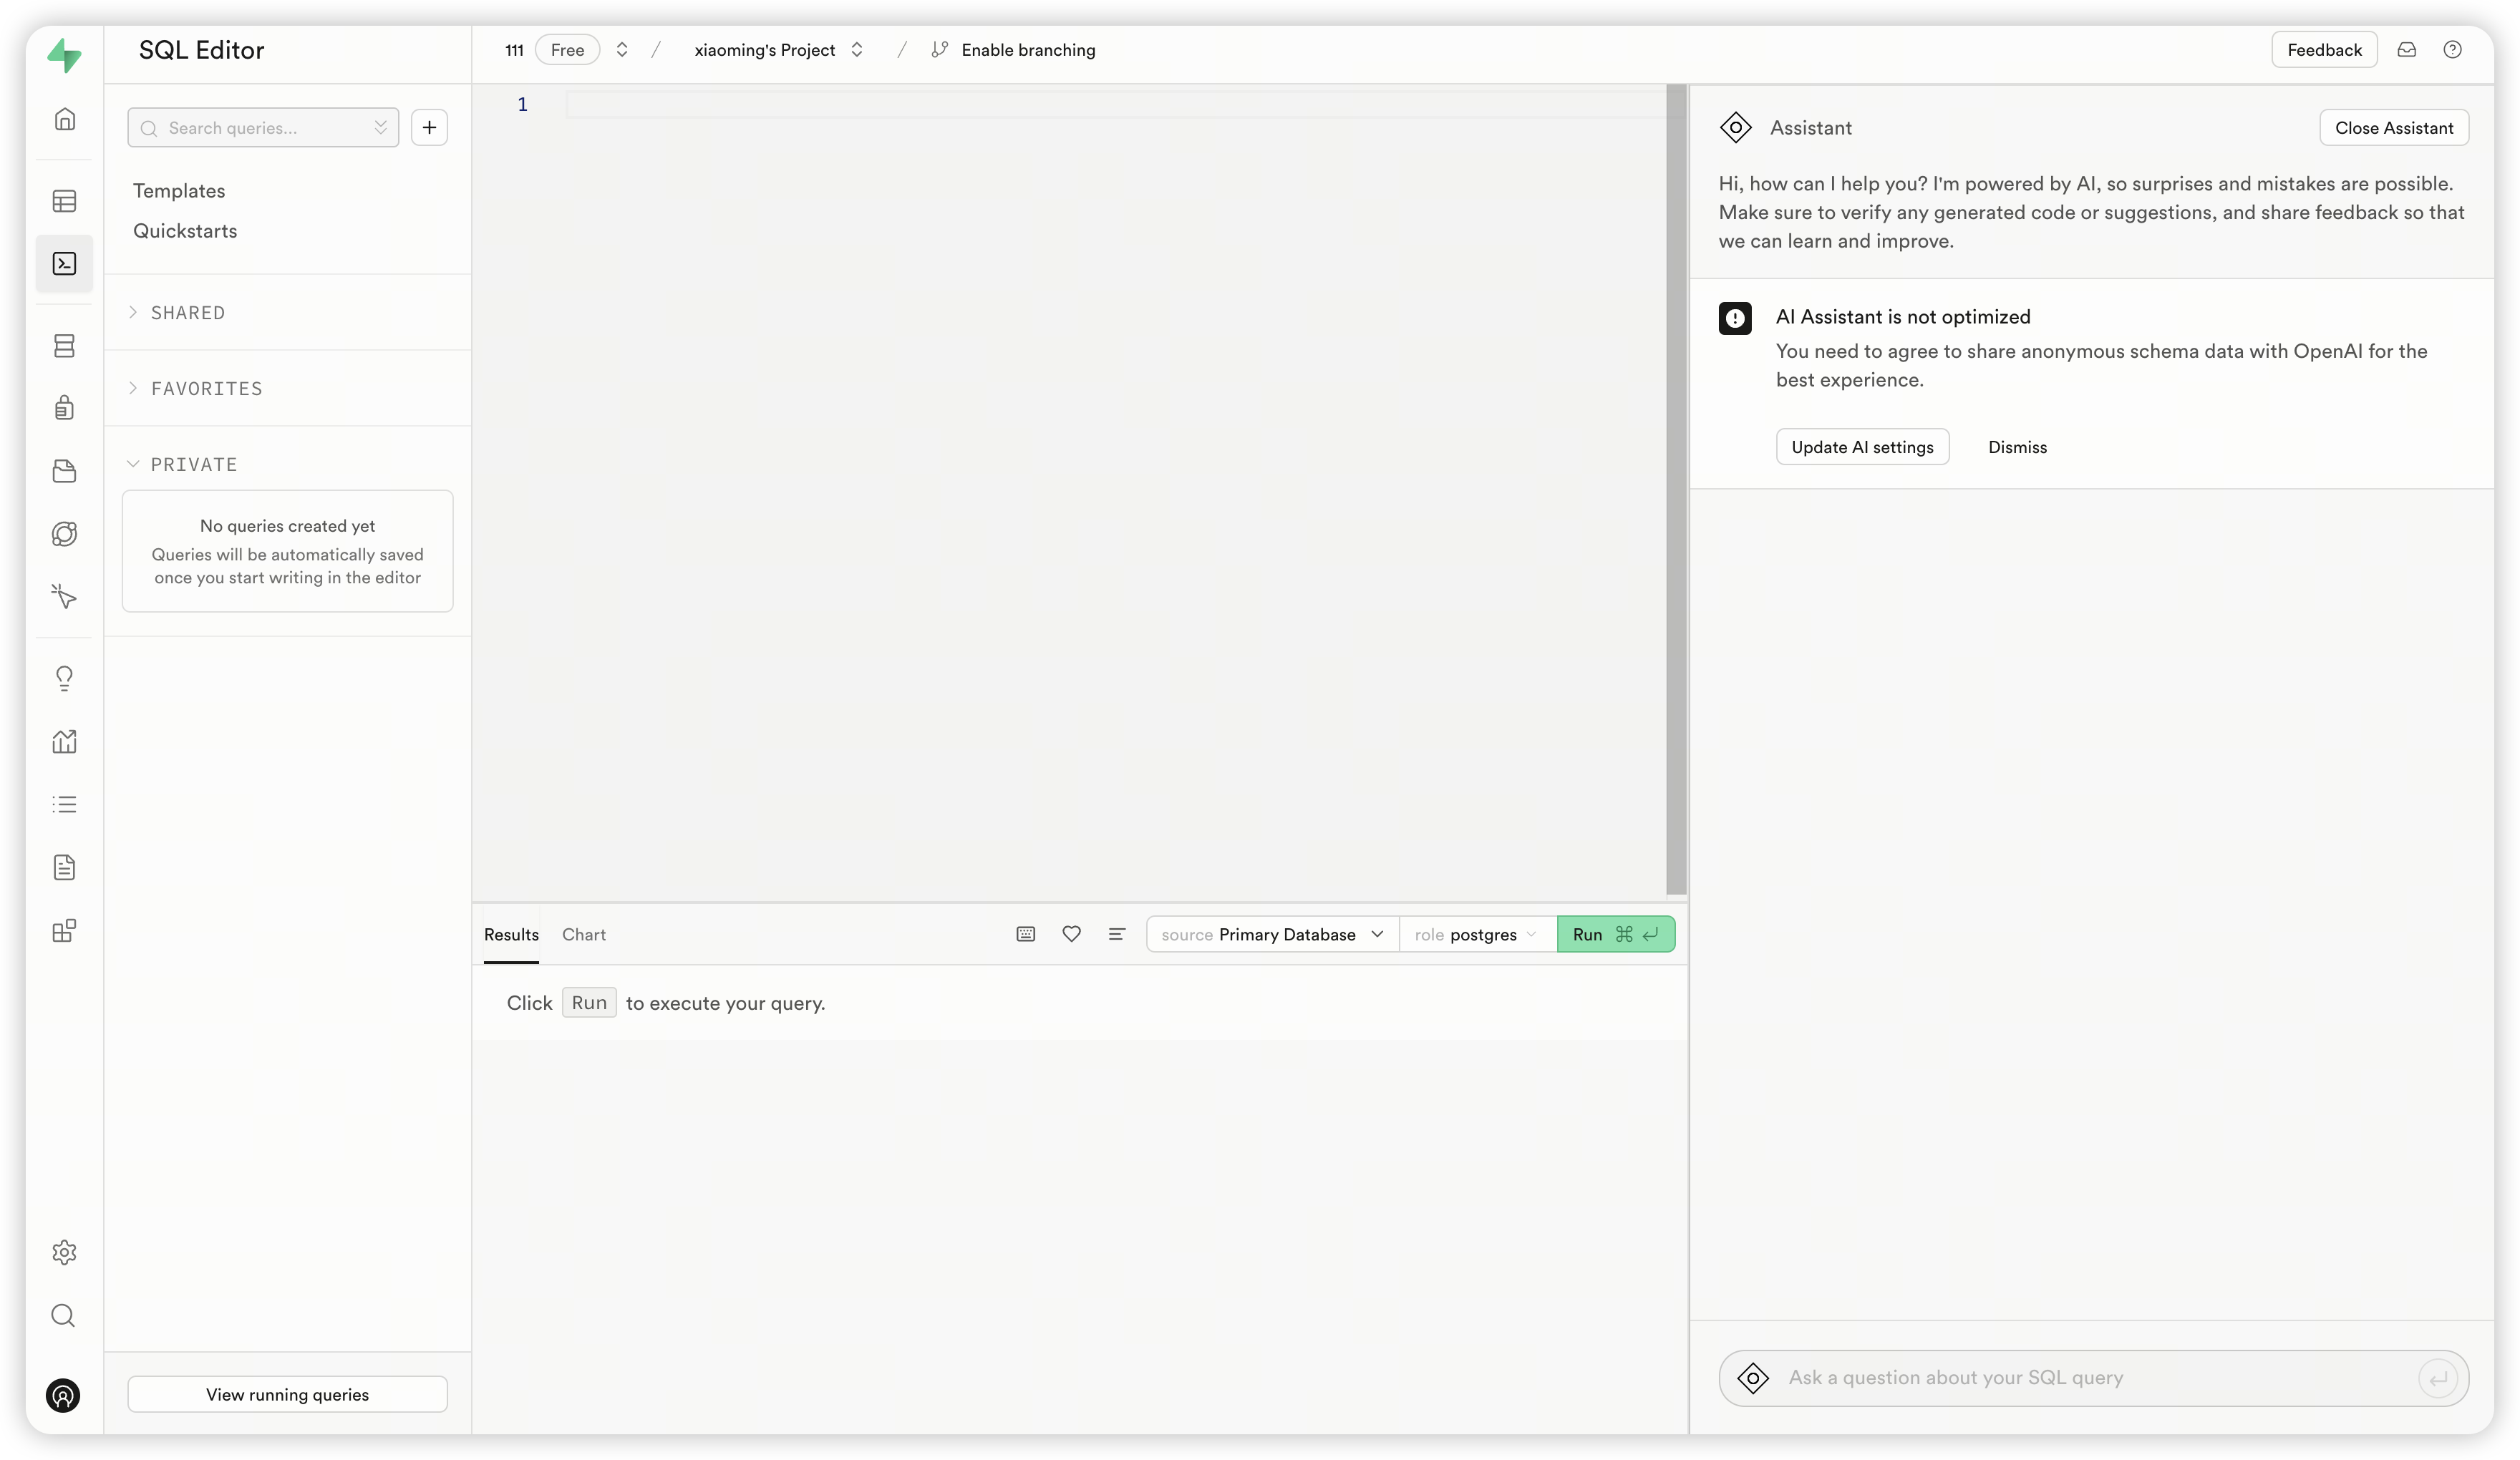 SQL Editor
111 Free / xiaoming's Project / Enable branching
Feedback
Search queries...
Templates
Quickstarts
SHARED
FAVORITES
PRIVATE
No queries created yet
Queries will be automatically saved
once you start writing in the editor
View running queries
1
Results Chart
source Primary Database role postgres Run ⌘
Click Run to execute your query.
Assistant
Close Assistant
Hi, how can I help you? I'm powered by AI, so surprises and mistakes are possible.
Make sure to verify any generated code or suggestions, and share feedback so that
we can learn and improve.
AI Assistant is not optimized
You need to agree to share anonymous schema data with OpenAI for the
best experience.
Update AI settings Dismiss
Ask a question about your SQL query